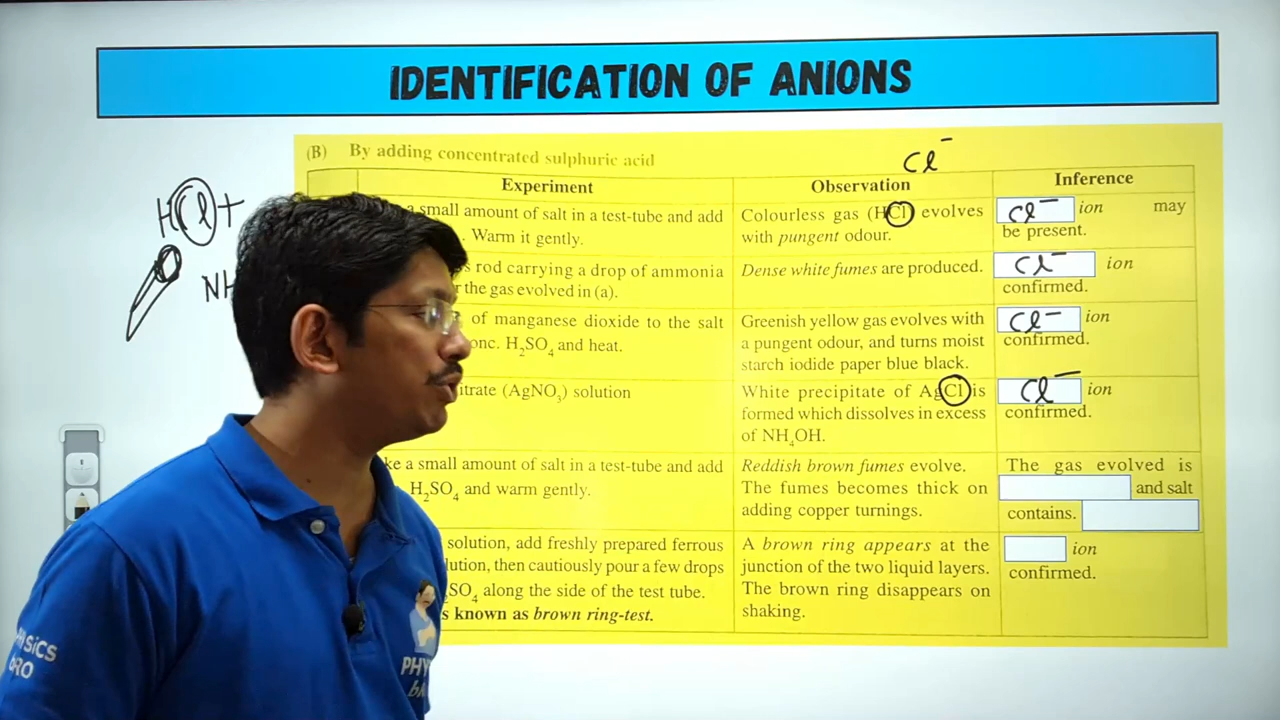 IDENTIFICATION OF ANIONS
(B) By adding concentrated sulphuric acid
Cl⁻
Experiment
Observation
Inference
a small amount of salt in a test-tube and add
. Warm it gently.
Colourless gas (HCl) evolves
with pungent odour.
Cl⁻ ion may
be present.
rod carrying a drop of ammonia
the gas evolved in (a).
Dense white fumes are produced.
Cl⁻ ion
confirmed.
of manganese dioxide to the salt
onc. H₂SO₄ and heat.
Greenish yellow gas evolves with
a pungent odour, and turns moist
starch iodide paper blue black.
Cl⁻ ion
confirmed.
itrate (AgNO₃) solution
White precipitate of AgCl is
formed which dissolves in excess
of NH₄OH.
Cl⁻ ion
confirmed.
ke a small amount of salt in a test-tube and add
H₂SO₄ and warm gently.
Reddish brown fumes evolve.
The fumes becomes thick on
adding copper turnings.
The gas evolved is
and salt
contains.
solution, add freshly prepared ferrous
lution, then cautiously pour a few drops
SO₄ along the side of the test tube.
s known as brown ring-test.
A brown ring appears at the
junction of the two liquid layers.
The brown ring disappears on
shaking.
ion
confirmed.
HCl +
NH
PHYSICS
BRO
PHY
b